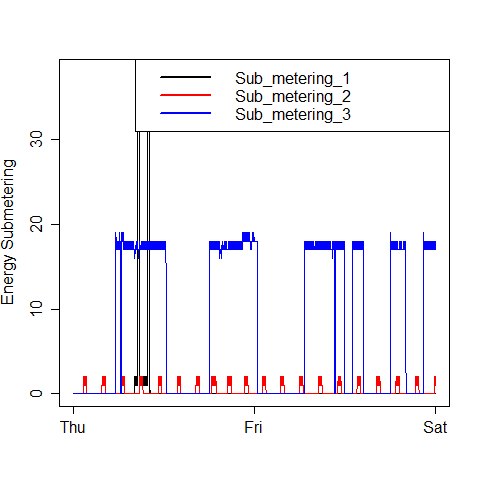 Sub_metering_1
Sub_metering_2
Sub_metering_3
Energy Submetering
30
20
10
0
Thu Fri Sat